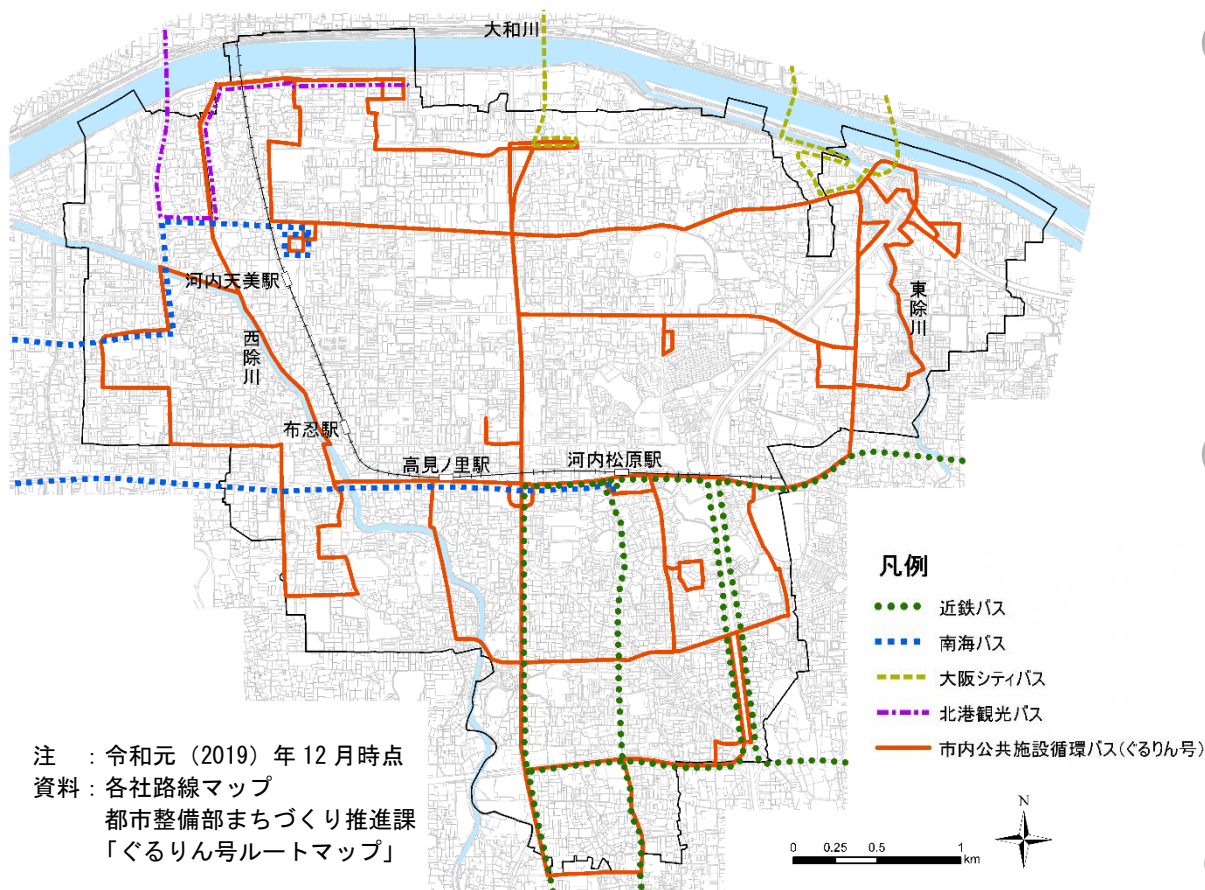 大和川
河内天美駅
西除川
東除川
布忍駅
高見ノ里駅
河内松原駅
凡例
近鉄バス
南海バス
大阪シティバス
北港観光バス
市内公共施設循環バス(ぐるりん号)
注　：令和元（2019）年 12 月時点
資料：各社路線マップ
都市整備部まちづくり推進課
「ぐるりん号ルートマップ」
N
0 0.25 0.5 1
km